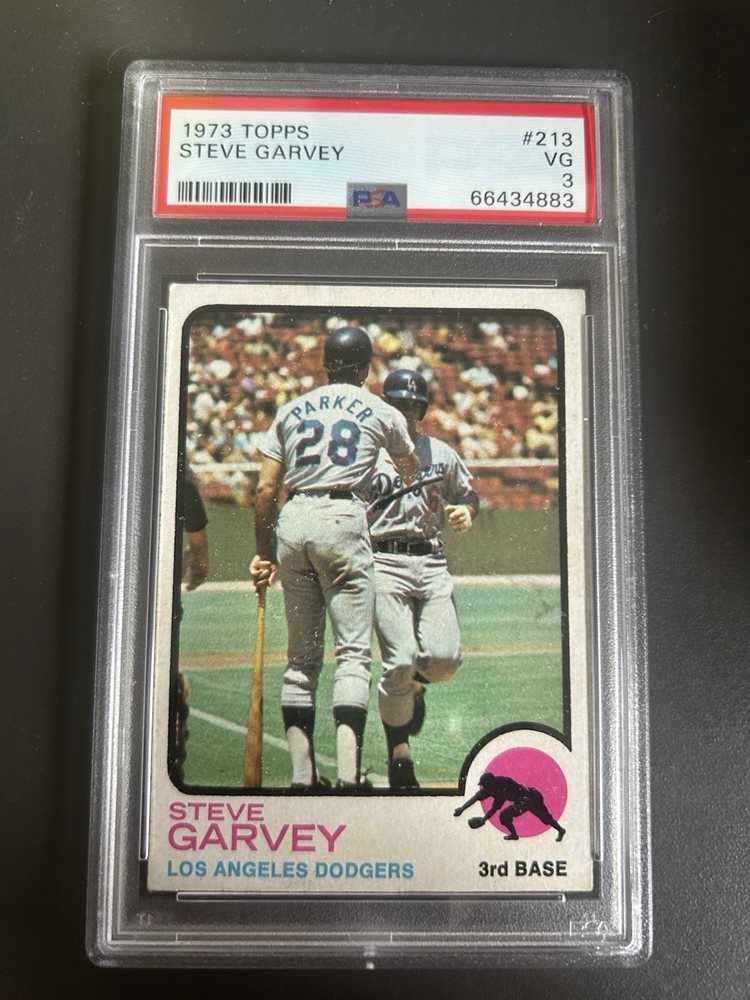 1973 TOPPS #213
STEVE GARVEY VG
3
PSA 66434883
PARKER
28
LA
Dodgers
STEVE
GARVEY
LOS ANGELES DODGERS 3rd BASE